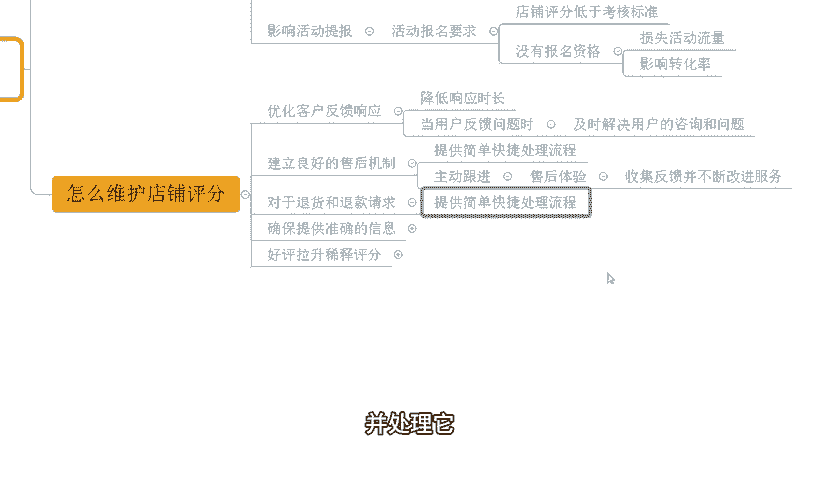 店铺评分低于考核标准
影响活动提报
活动报名要求
没有报名资格
损失活动流量
影响转化率
降低响应时长
优化客户反馈响应
当用户反馈问题时
及时解决用户的咨询和问题
提供简单快捷处理流程
建立良好的售后机制
主动跟进
售后体验
收集反馈并不断改进服务
怎么维护店铺评分
对于退货和退款请求
提供简单快捷处理流程
确保提供准确的信息
好评拉升稀释评分
并处理它